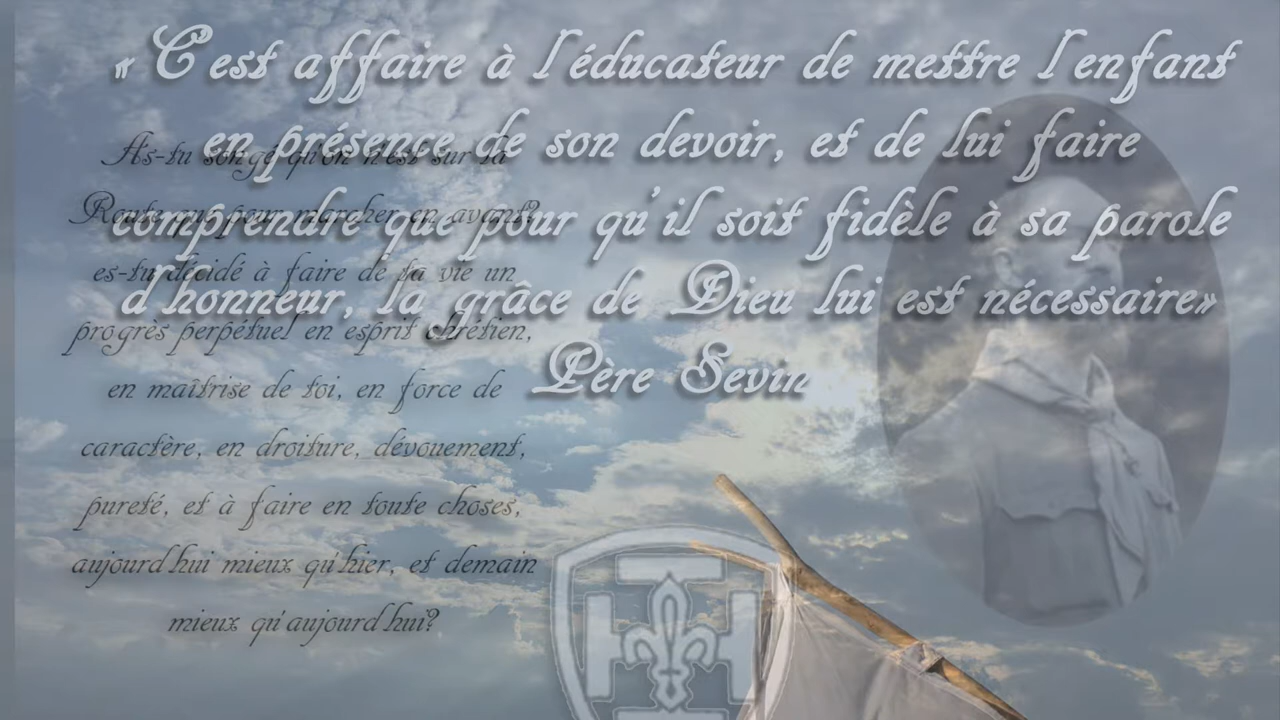 « C'est affaire à l'éducateur de mettre l'enfant
en présence de son devoir, et de lui faire
comprendre que pour qu'il soit fidèle à sa parole
d'honneur, la grâce de Dieu lui est nécessaire»
Père Sevin
As-tu songé qu'on n'est sur la
Route que pour marcher en avant?
es-tu décidé à faire de ta vie un
progrès perpétuel en esprit chrétien,
en maîtrise de toi, en force de
caractère, en droiture, dévouement,
pureté, et à faire en toute choses,
aujourd'hui mieux qu'hier, et demain
mieux qu'aujourd'hui?